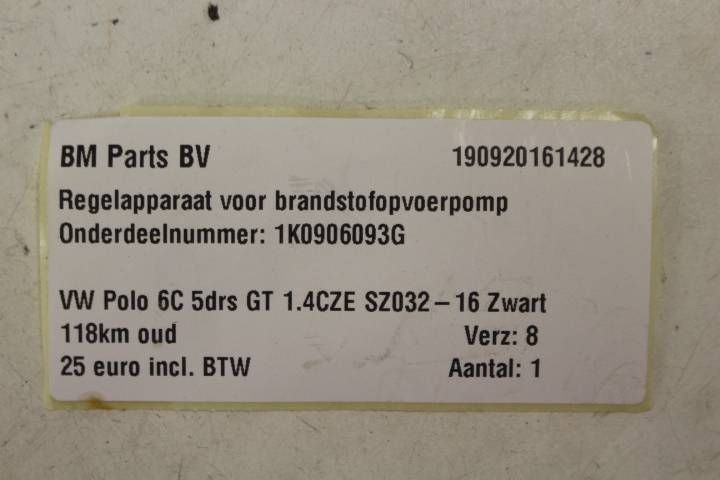 BM Parts BV 190920161428
Regelapparaat voor brandstofopvoerpomp
Onderdeelnummer: 1K0906093G
VW Polo 6C 5drs GT 1.4CZE SZ032-16 Zwart
118km oud Verz: 8
25 euro incl. BTW Aantal: 1